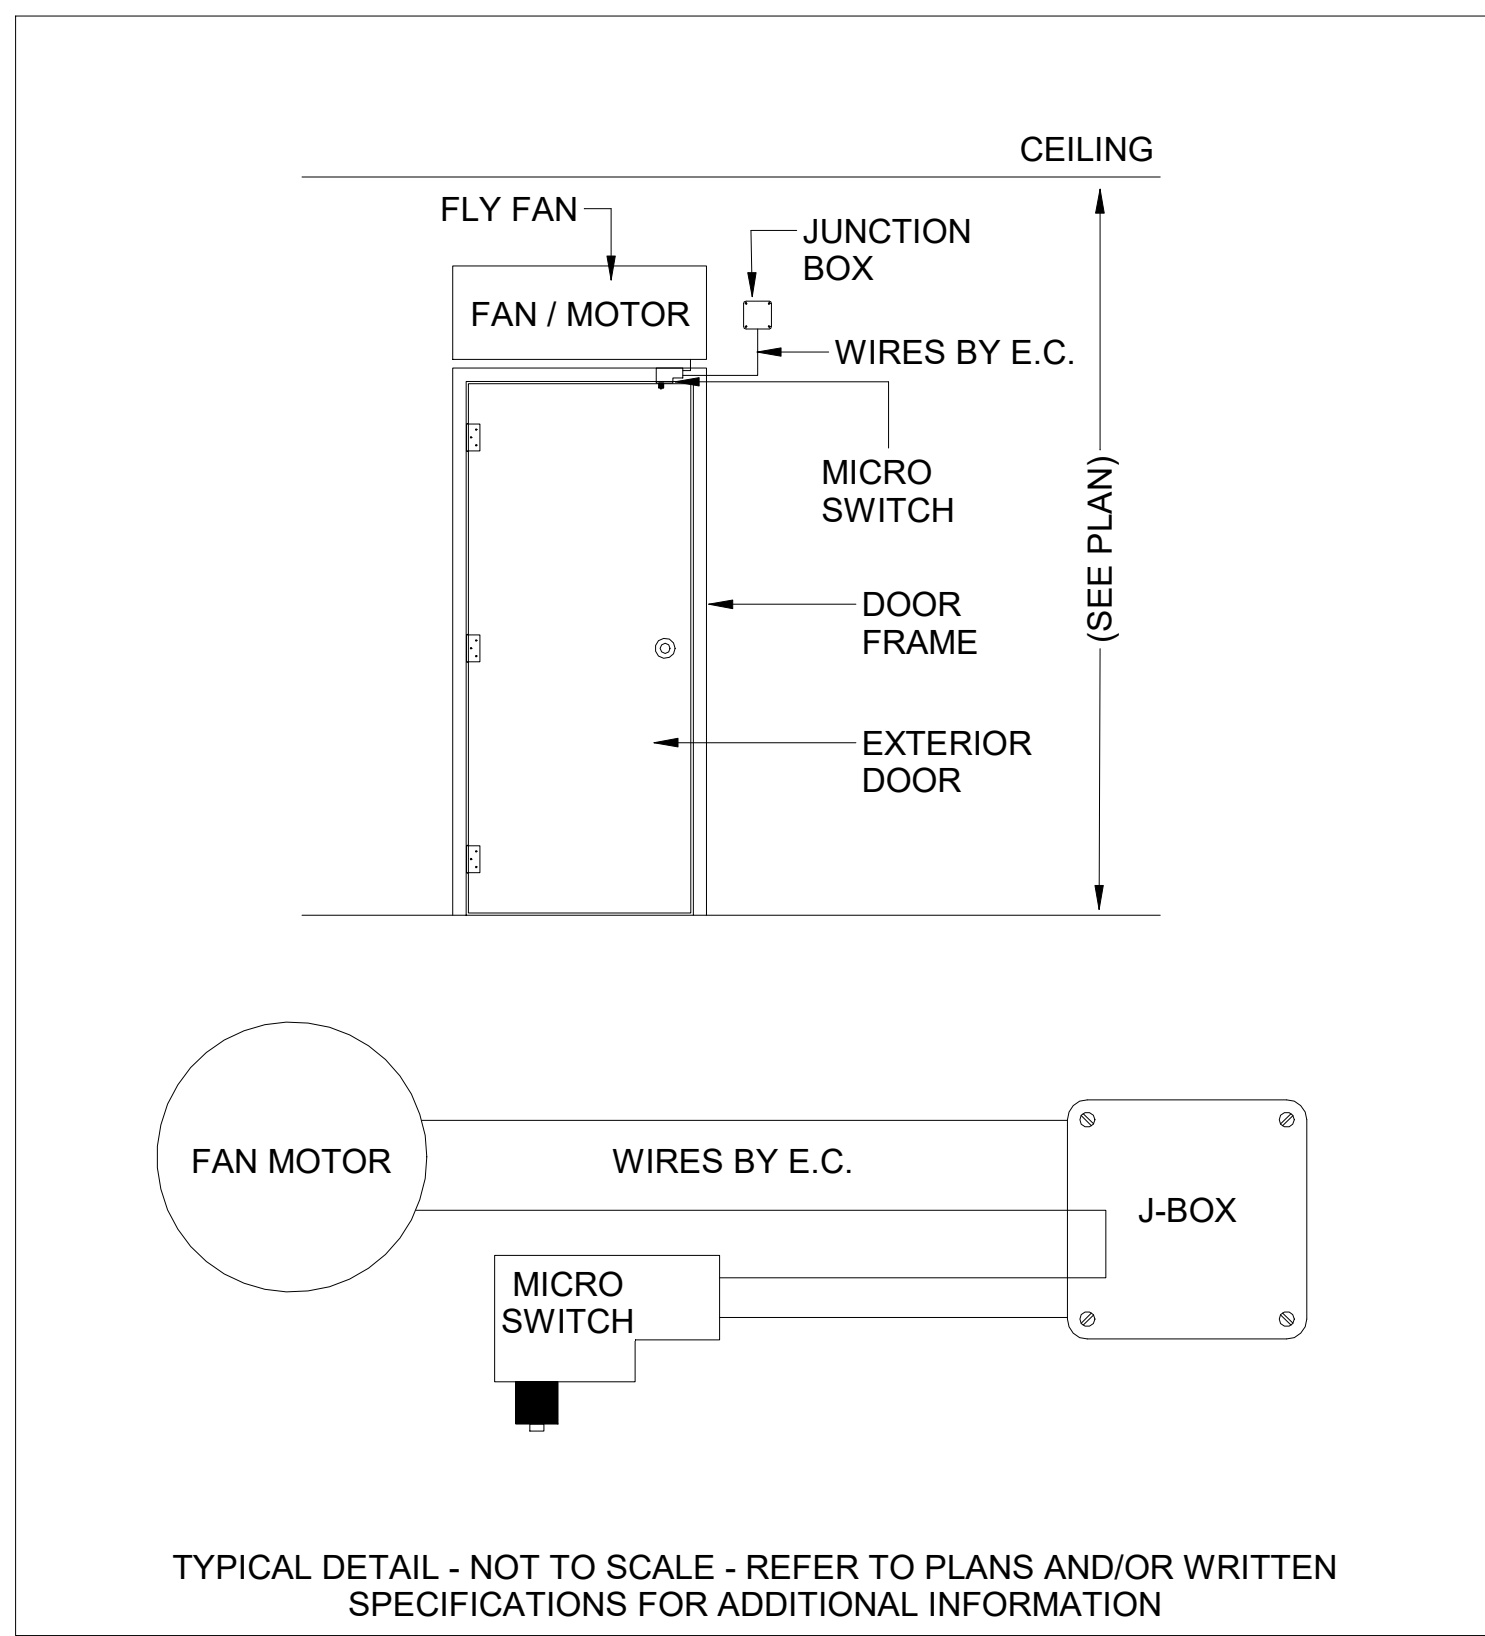 CEILING
FLY FAN
JUNCTION
BOX
FAN / MOTOR
WIRES BY E.C.
MICRO
SWITCH
(SEE PLAN)
DOOR
FRAME
EXTERIOR
DOOR
FAN MOTOR
WIRES BY E.C.
J-BOX
MICRO
SWITCH
TYPICAL DETAIL - NOT TO SCALE - REFER TO PLANS AND/OR WRITTEN
SPECIFICATIONS FOR ADDITIONAL INFORMATION